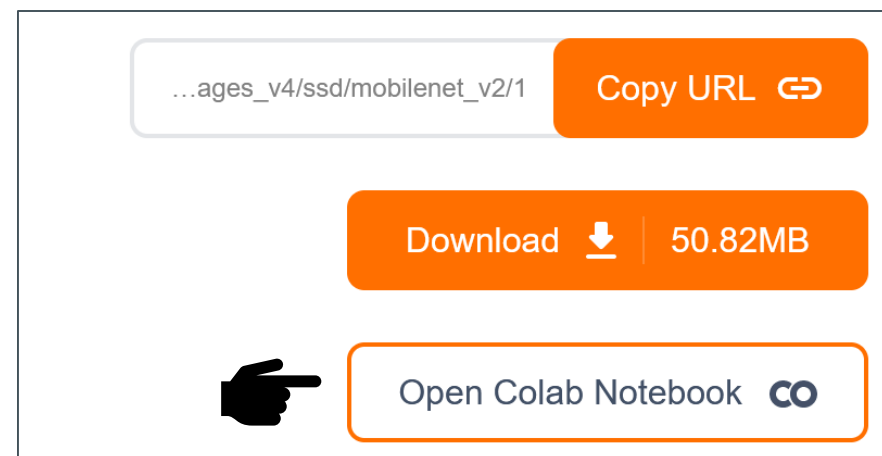 …ages_v4/ssd/mobilenet_v2/1 Copy URL
Download 50.82MB
Open Colab Notebook CO